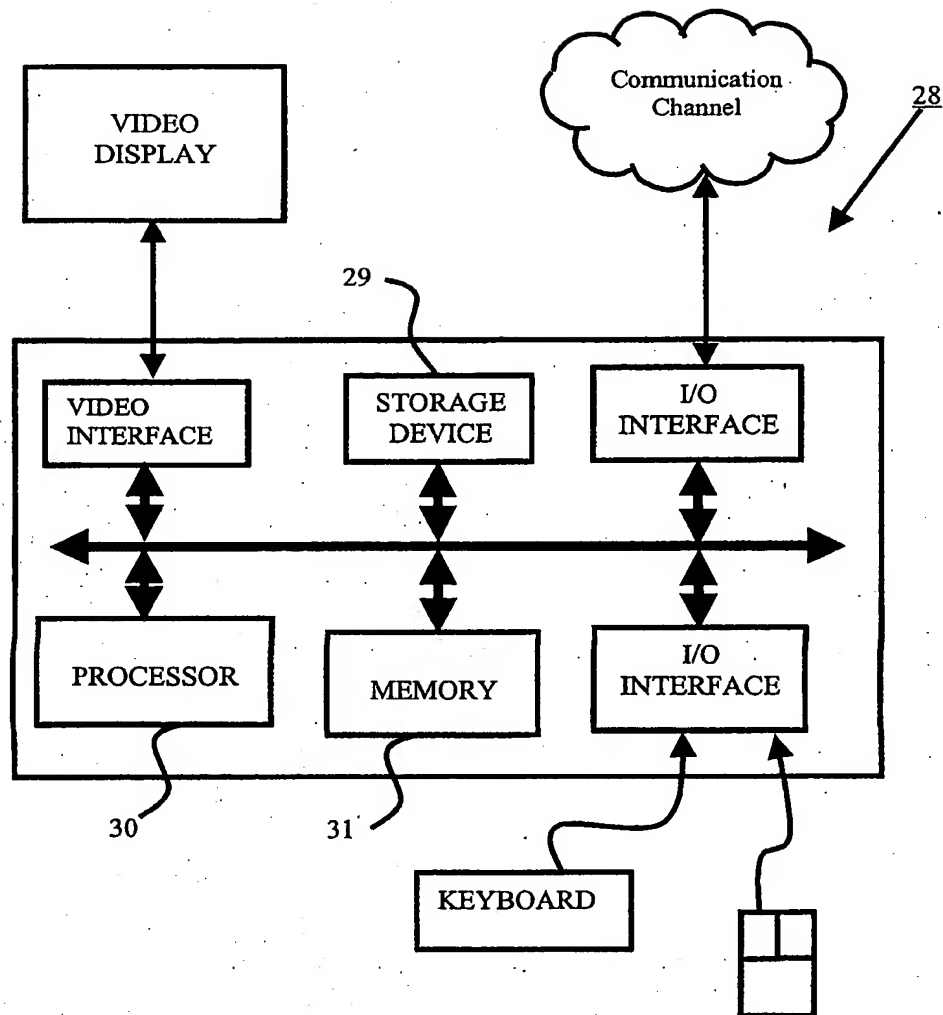 VIDEO
DISPLAY
Communication
Channel
28
29
VIDEO
INTERFACE
STORAGE
DEVICE
I/O
INTERFACE
PROCESSOR
MEMORY
I/O
INTERFACE
30
31
KEYBOARD